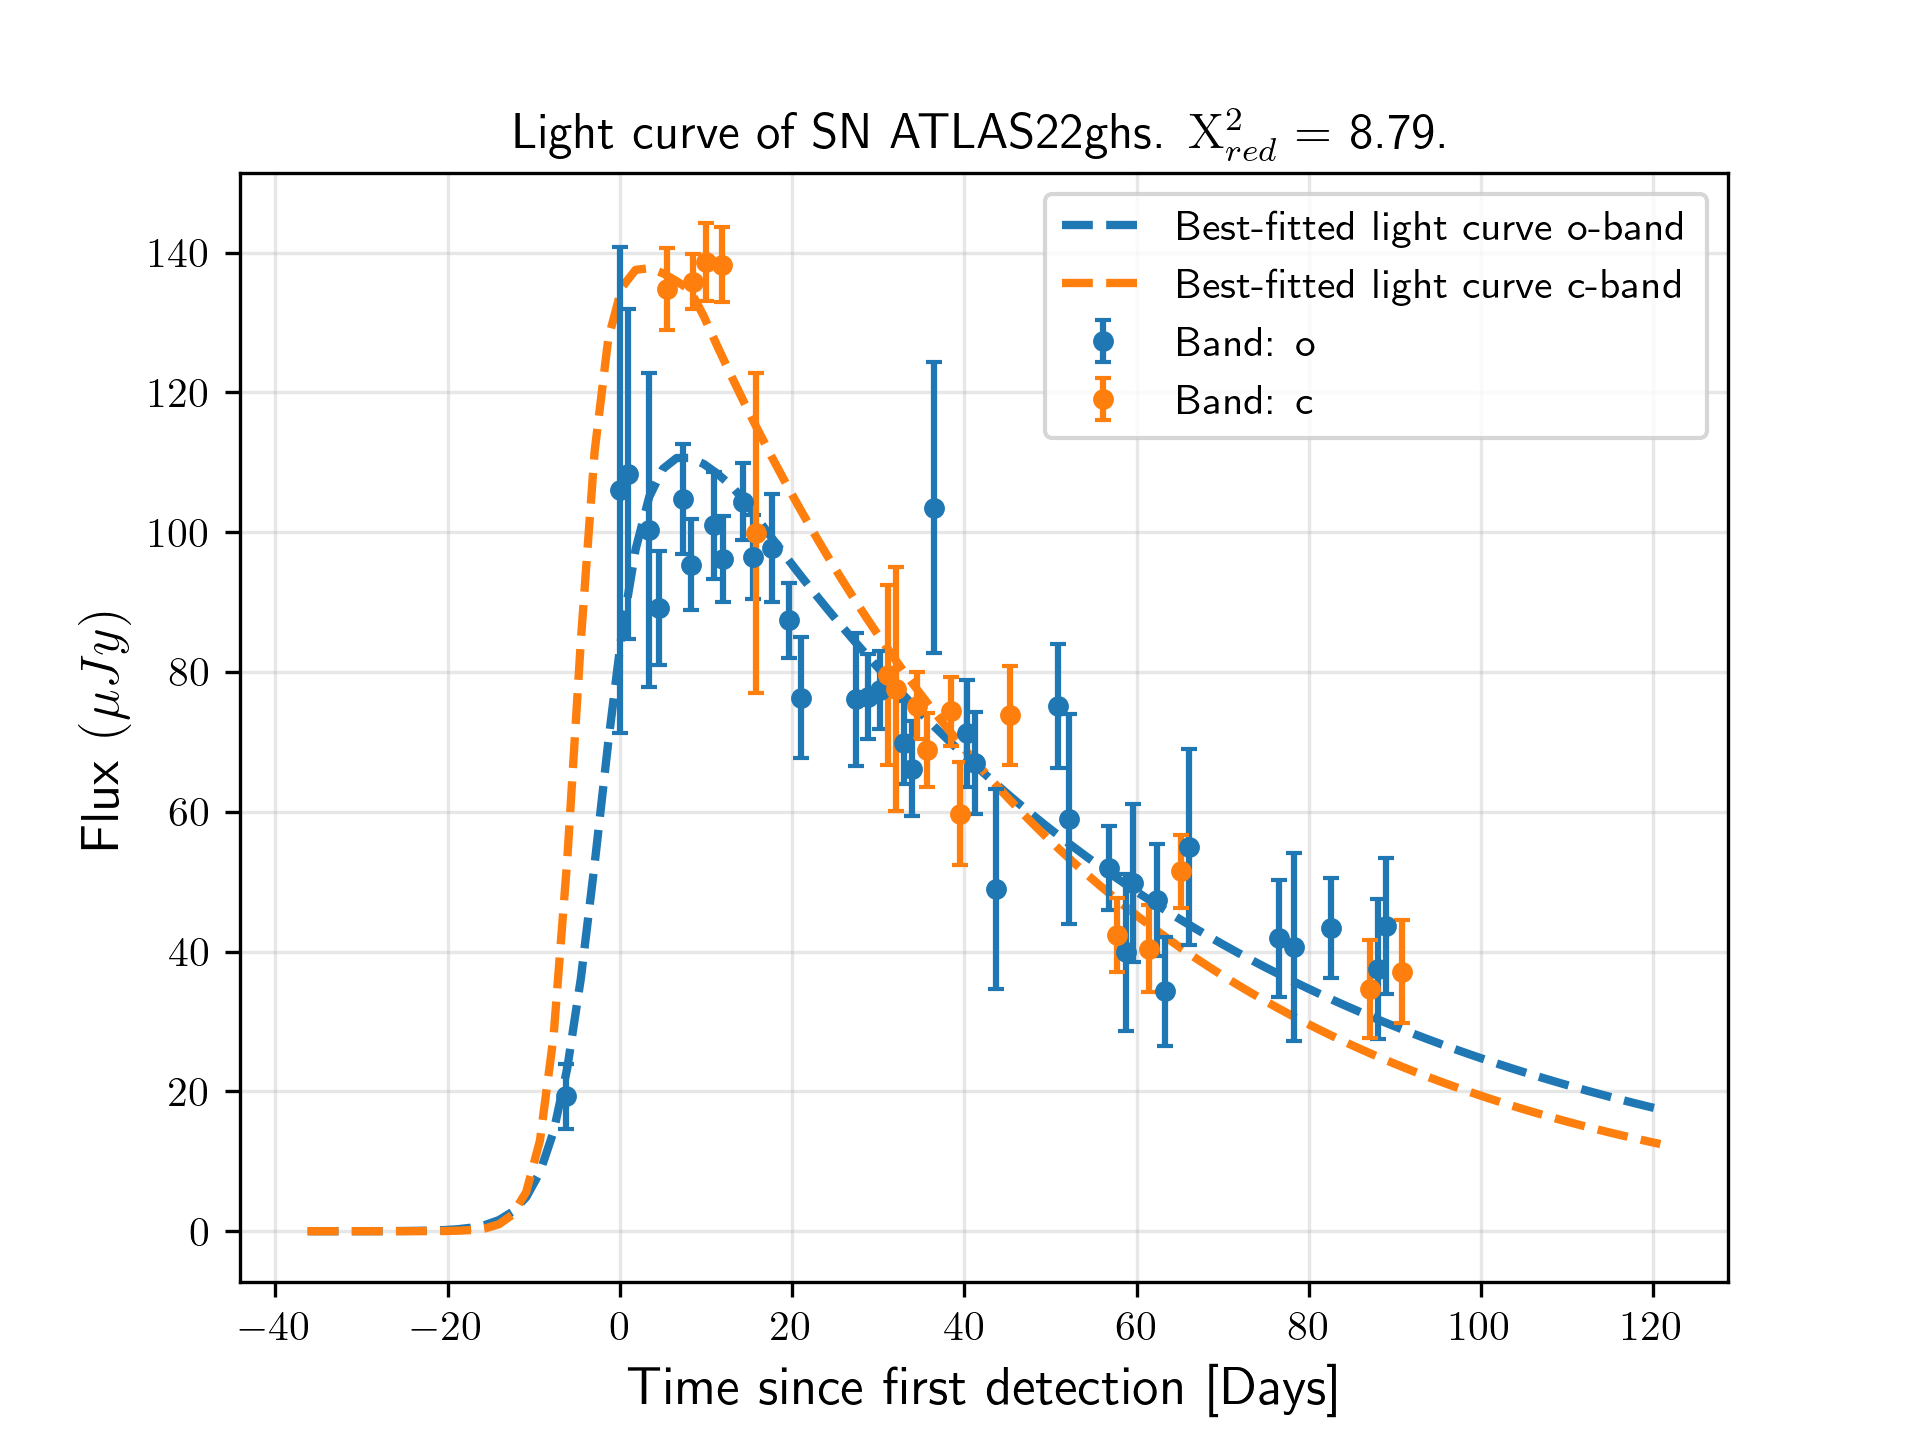 Light curve of SN ATLAS22ghs. X²_red = 8.79.
Best-fitted light curve o-band
Best-fitted light curve c-band
Band: o
Band: c
140
120
100
80
60
40
20
0
Flux (μJy)
−40 −20 0 20 40 60 80 100 120
Time since first detection [Days]